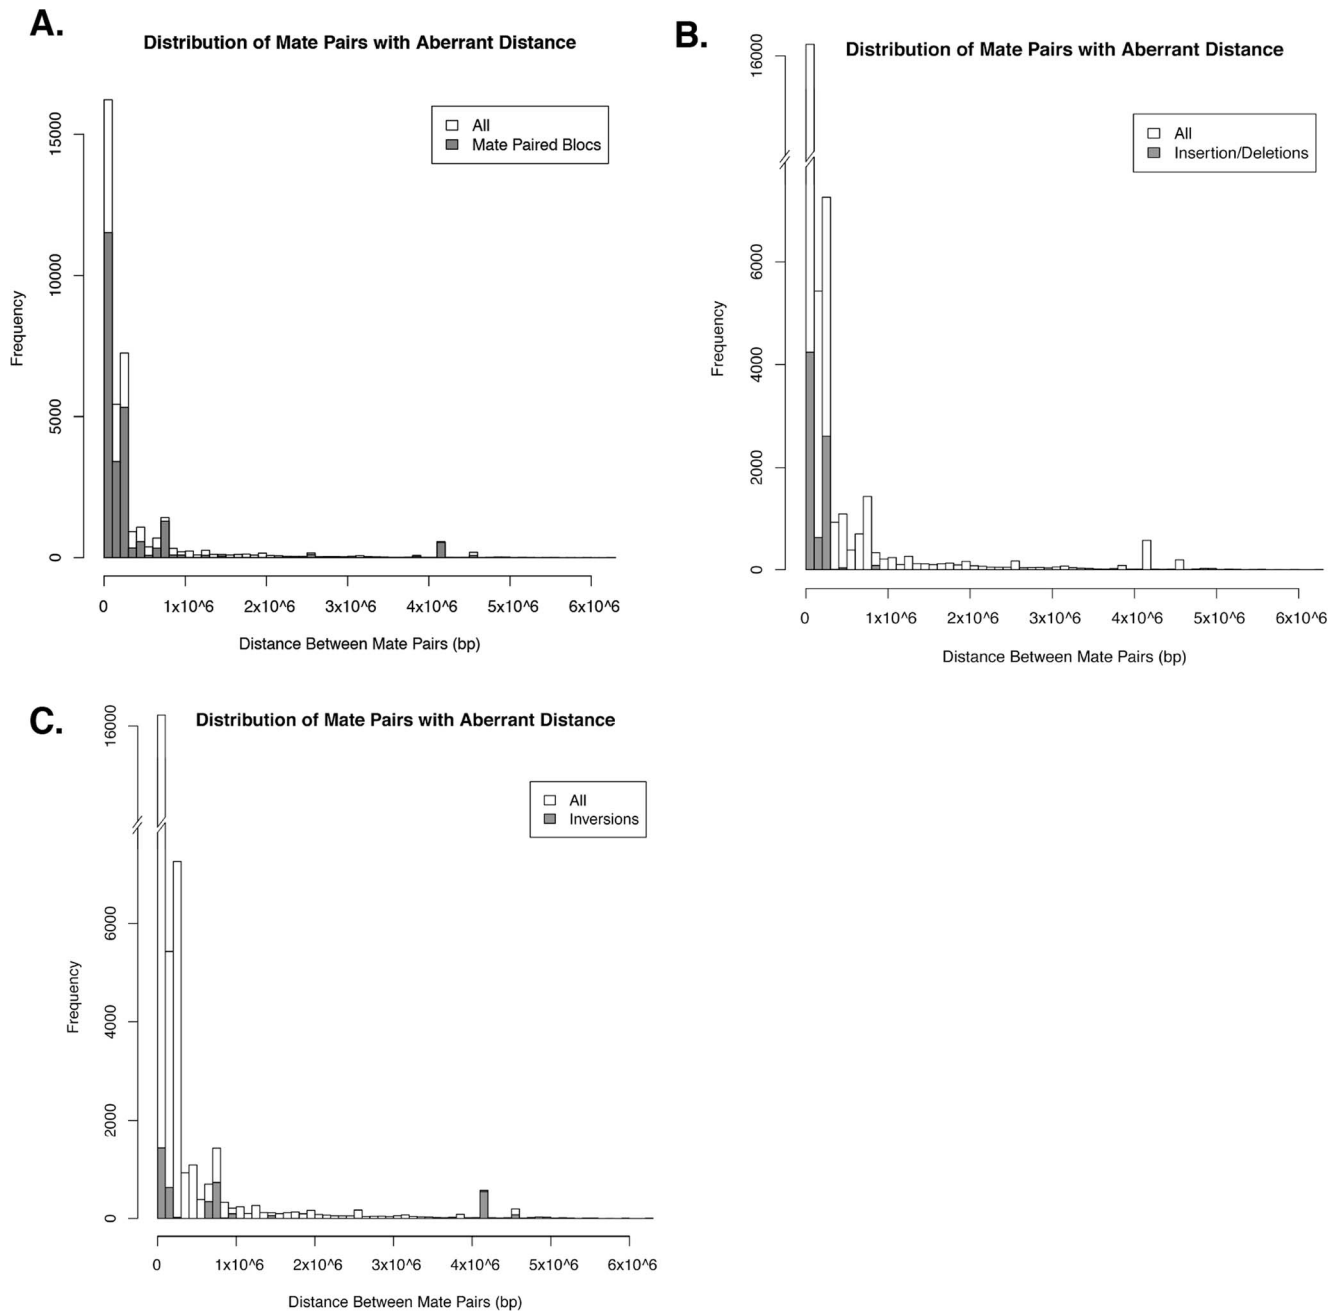 A.
Distribution of Mate Pairs with Aberrant Distance
All
Mate Paired Blocs
Frequency
15000
10000
5000
0
0 1x10^6 2x10^6 3x10^6 4x10^6 5x10^6 6x10^6
Distance Between Mate Pairs (bp)
B.
Distribution of Mate Pairs with Aberrant Distance
All
Insertion/Deletions
Frequency
16000
6000
4000
2000
0
0 1x10^6 2x10^6 3x10^6 4x10^6 5x10^6 6x10^6
Distance Between Mate Pairs (bp)
C.
Distribution of Mate Pairs with Aberrant Distance
All
Inversions
Frequency
16000
6000
4000
2000
0
0 1x10^6 2x10^6 3x10^6 4x10^6 5x10^6 6x10^6
Distance Between Mate Pairs (bp)